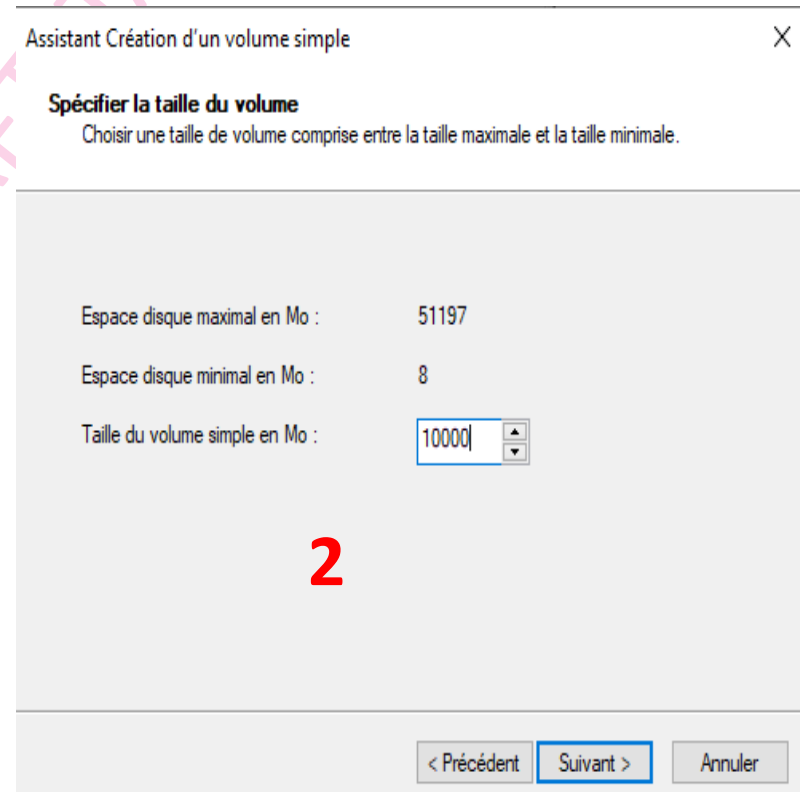 Assistant Création d'un volume simple
Spécifier la taille du volume
Choisir une taille de volume comprise entre la taille maximale et la taille minimale.
Espace disque maximal en Mo : 51197
Espace disque minimal en Mo : 8
Taille du volume simple en Mo : 10000
2
< Précédent Suivant > Annuler